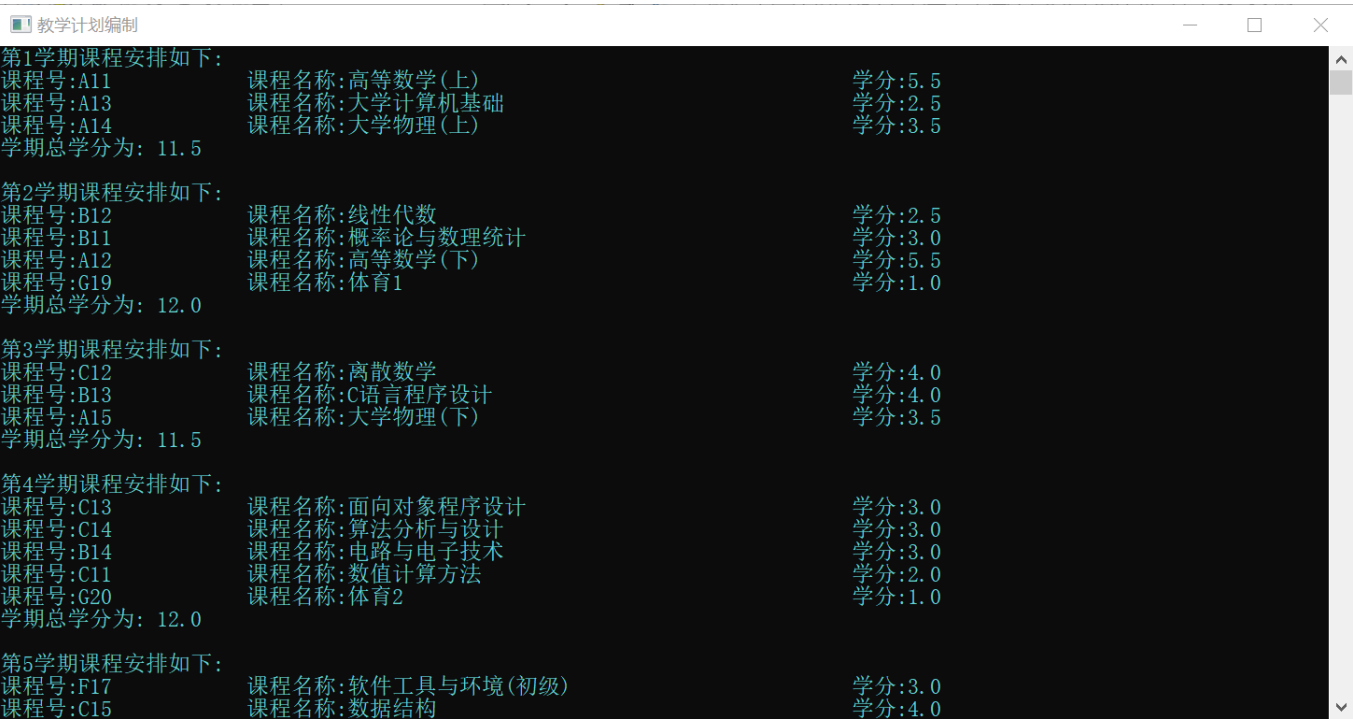 教学计划编制
第1学期课程安排如下:
课程号:A11 课程名称:高等数学(上) 学分:5.5
课程号:A13 课程名称:大学计算机基础 学分:2.5
课程号:A14 课程名称:大学物理(上) 学分:3.5
学期总学分为: 11.5
第2学期课程安排如下:
课程号:B12 课程名称:线性代数 学分:2.5
课程号:B11 课程名称:概率论与数理统计 学分:3.0
课程号:A12 课程名称:高等数学(下) 学分:5.5
课程号:G19 课程名称:体育1 学分:1.0
学期总学分为: 12.0
第3学期课程安排如下:
课程号:C12 课程名称:离散数学 学分:4.0
课程号:B13 课程名称:C语言程序设计 学分:4.0
课程号:A15 课程名称:大学物理(下) 学分:3.5
学期总学分为: 11.5
第4学期课程安排如下:
课程号:C13 课程名称:面向对象程序设计 学分:3.0
课程号:C14 课程名称:算法分析与设计 学分:3.0
课程号:B14 课程名称:电路与电子技术 学分:3.0
课程号:C11 课程名称:数值计算方法 学分:2.0
课程号:G20 课程名称:体育2 学分:1.0
学期总学分为: 12.0
第5学期课程安排如下:
课程号:F17 课程名称:软件工具与环境(初级) 学分:3.0
课程号:C15 课程名称:数据结构 学分:4.0